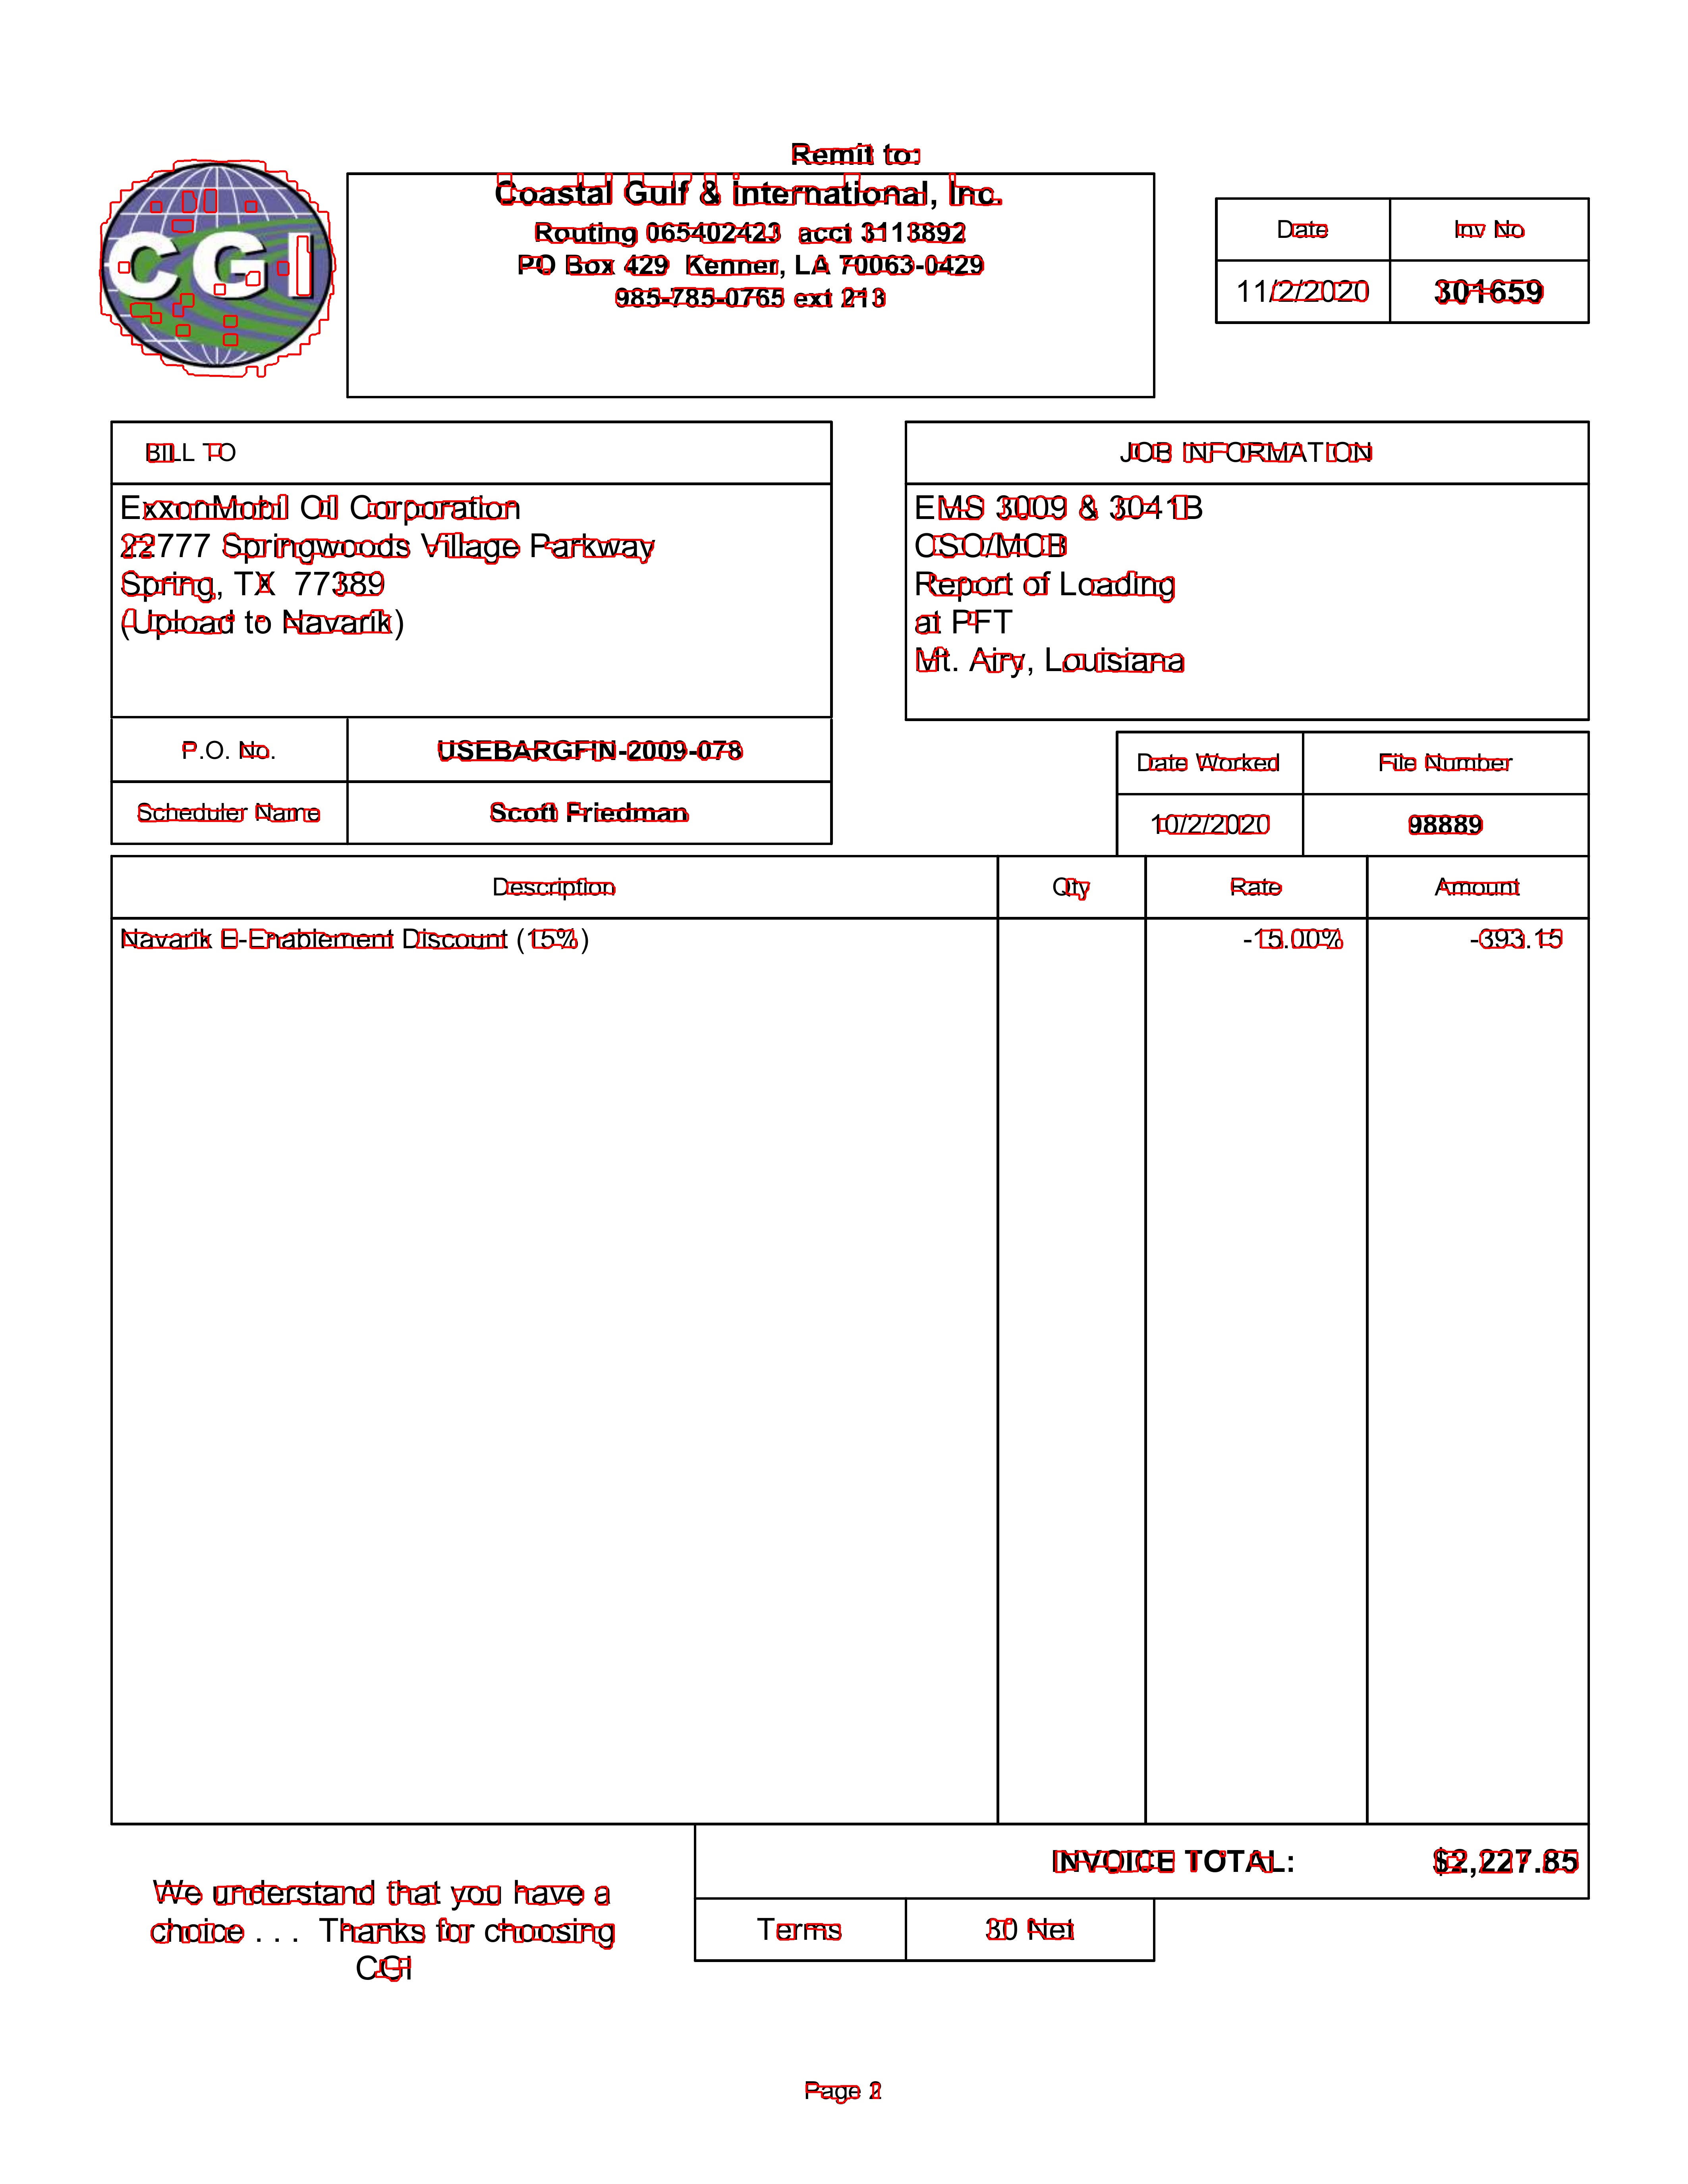 Remit to:
CGI
Coastal Gulf & international, Inc.
Routing 065402423  acct 3113892
PO Box 429  Kenner, LA 70063-0429
985-785-0765 ext 213
Date Inv No
11/2/2020 301659
BILL TO
ExxonMobil Oil Corporation
22777 Springwoods Village Parkway
Spring, TX  77389
(Upload to Navarik)
JOB INFORMATION
EMS 3009 & 3041B
CSO/MCB
Report of Loading
at PFT
Mt. Airy, Louisiana
P.O. No. USEBARGFIN-2009-078
Scheduler Name Scott Friedman
Date Worked File Number
10/2/2020 98889
Description Qty Rate Amount
Navarik E-Enablement Discount (15%) -15.00% -393.15
INVOICE TOTAL: $2,227.85
We understand that you have a
choice . . .  Thanks for choosing
CGI
Terms 30 Net
Page 2